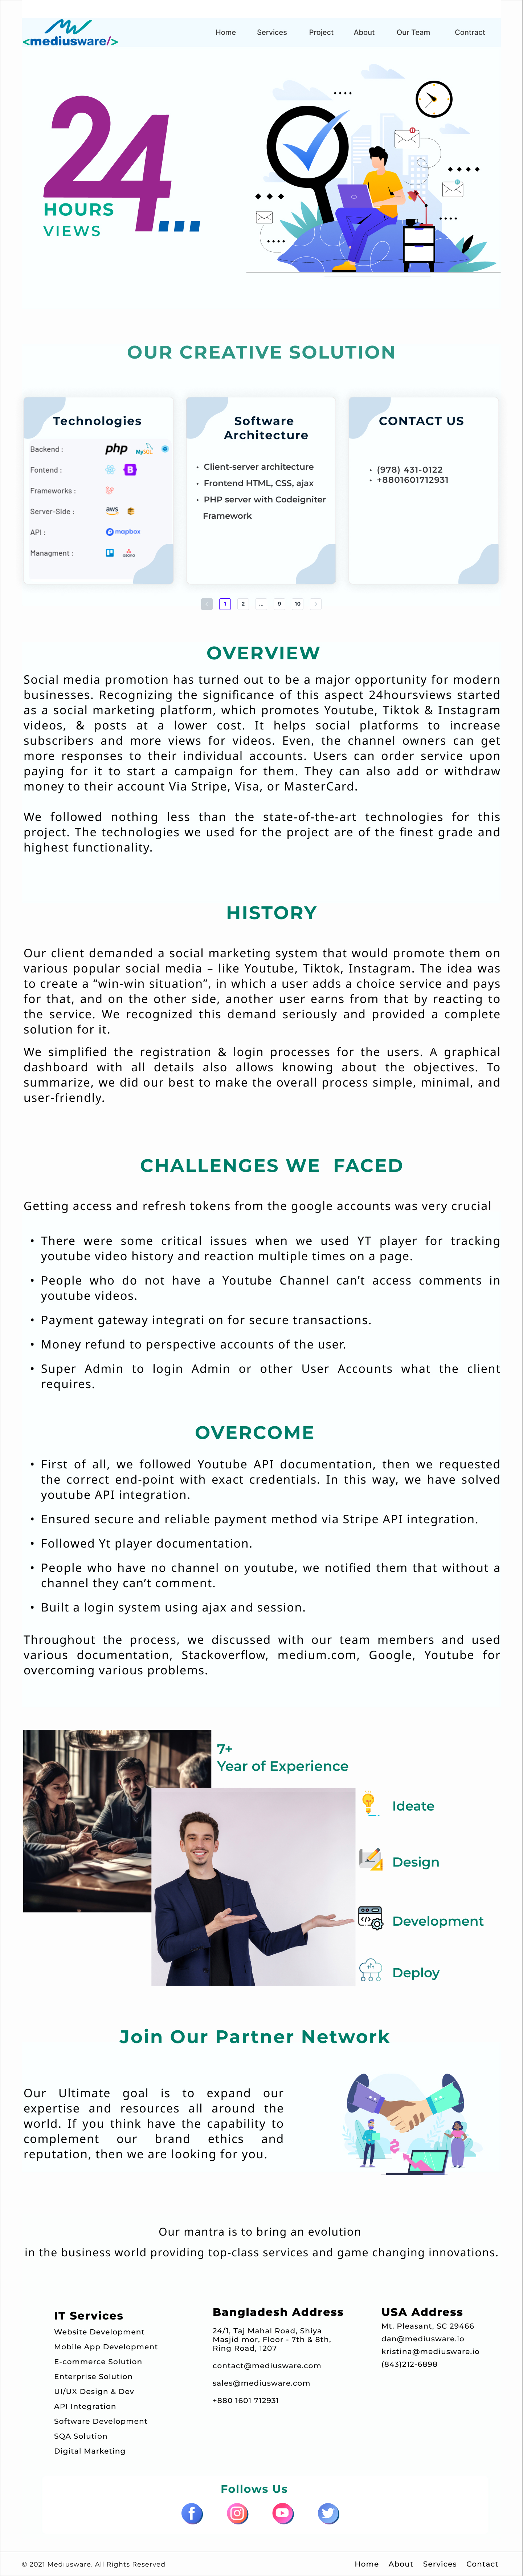 <mediusware/>
Home Services Project About Our Team Contract
24
HOURS
VIEWS
OUR CREATIVE SOLUTION
Technologies
Backend : php MySQL
Fontend : B
Frameworks :
Server-Side : aws
API : mapbox
Managment : asana
Software
Architecture
• Client-server architecture
• Frontend HTML, CSS, ajax
• PHP server with Codeigniter
Framework
CONTACT US
• (978) 431-0122
• +8801601712931
1 2 ... 9 10
OVERVIEW
Social media promotion has turned out to be a major opportunity for modern
businesses. Recognizing the significance of this aspect 24hoursviews started
as a social marketing platform, which promotes Youtube, Tiktok & Instagram
videos, & posts at a lower cost. It helps social platforms to increase
subscribers and more views for videos. Even, the channel owners can get
more responses to their individual accounts. Users can order service upon
paying for it to start a campaign for them. They can also add or withdraw
money to their account Via Stripe, Visa, or MasterCard.
We followed nothing less than the state-of-the-art technologies for this
project. The technologies we used for the project are of the finest grade and
highest functionality.
HISTORY
Our client demanded a social marketing system that would promote them on
various popular social media – like Youtube, Tiktok, Instagram. The idea was
to create a “win-win situation”, in which a user adds a choice service and pays
for that, and on the other side, another user earns from that by reacting to
the service. We recognized this demand seriously and provided a complete
solution for it.
We simplified the registration & login processes for the users. A graphical
dashboard with all details also allows knowing about the objectives. To
summarize, we did our best to make the overall process simple, minimal, and
user-friendly.
CHALLENGES WE FACED
Getting access and refresh tokens from the google accounts was very crucial
• There were some critical issues when we used YT player for tracking
youtube video history and reaction multiple times on a page.
• People who do not have a Youtube Channel can’t access comments in
youtube videos.
• Payment gateway integrati on for secure transactions.
• Money refund to perspective accounts of the user.
• Super Admin to login Admin or other User Accounts what the client
requires.
OVERCOME
• First of all, we followed Youtube API documentation, then we requested
the correct end-point with exact credentials. In this way, we have solved
youtube API integration.
• Ensured secure and reliable payment method via Stripe API integration.
• Followed Yt player documentation.
• People who have no channel on youtube, we notified them that without a
channel they can’t comment.
• Built a login system using ajax and session.
Throughout the process, we discussed with our team members and used
various documentation, Stackoverflow, medium.com, Google, Youtube for
overcoming various problems.
7+
Year of Experience
Ideate
Design
Development
Deploy
Join Our Partner Network
Our Ultimate goal is to expand our
expertise and resources all around the
world. If you think have the capability to
complement our brand ethics and
reputation, then we are looking for you.
Our mantra is to bring an evolution
in the business world providing top-class services and game changing innovations.
IT Services
Website Development
Mobile App Development
E-commerce Solution
Enterprise Solution
UI/UX Design & Dev
API Integration
Software Development
SQA Solution
Digital Marketing
Bangladesh Address
24/1, Taj Mahal Road, Shiya
Masjid mor, Floor - 7th & 8th,
Ring Road, 1207
contact@mediusware.com
sales@mediusware.com
+880 1601 712931
USA Address
Mt. Pleasant, SC 29466
dan@mediusware.io
kristina@mediusware.io
(843)212-6898
Follows Us
© 2021 Mediusware. All Rights Reserved
Home About Services Contact